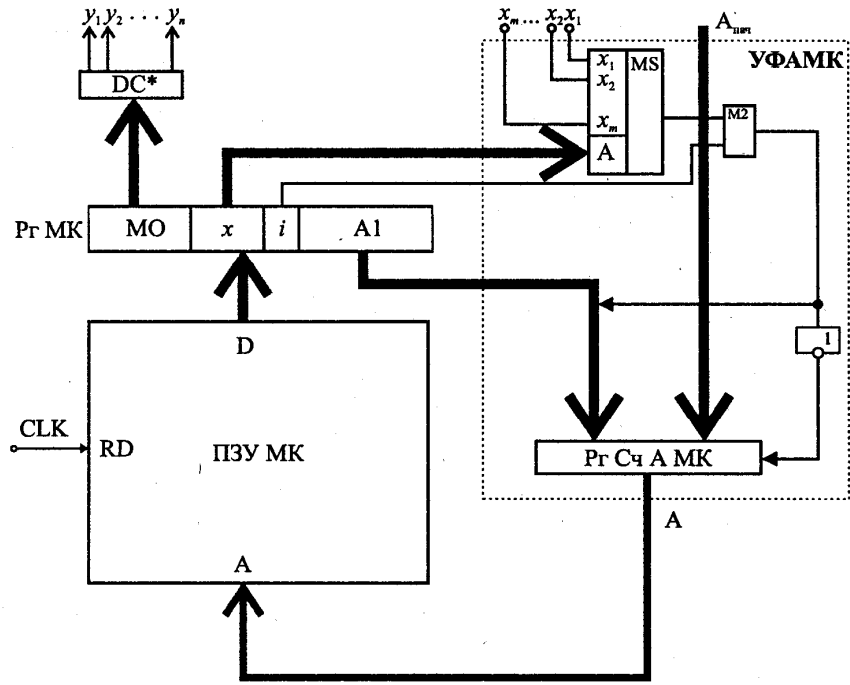 y₁ y₂ . . . yₙ
xₘ ... x₂ x₁
Aнач
УФАМК
DC*
x₁
x₂
xₘ
A
MS
M2
Рг МК
МО
x
i
A1
1
D
CLK
RD
ПЗУ МК
A
Рг Сч А МК
A